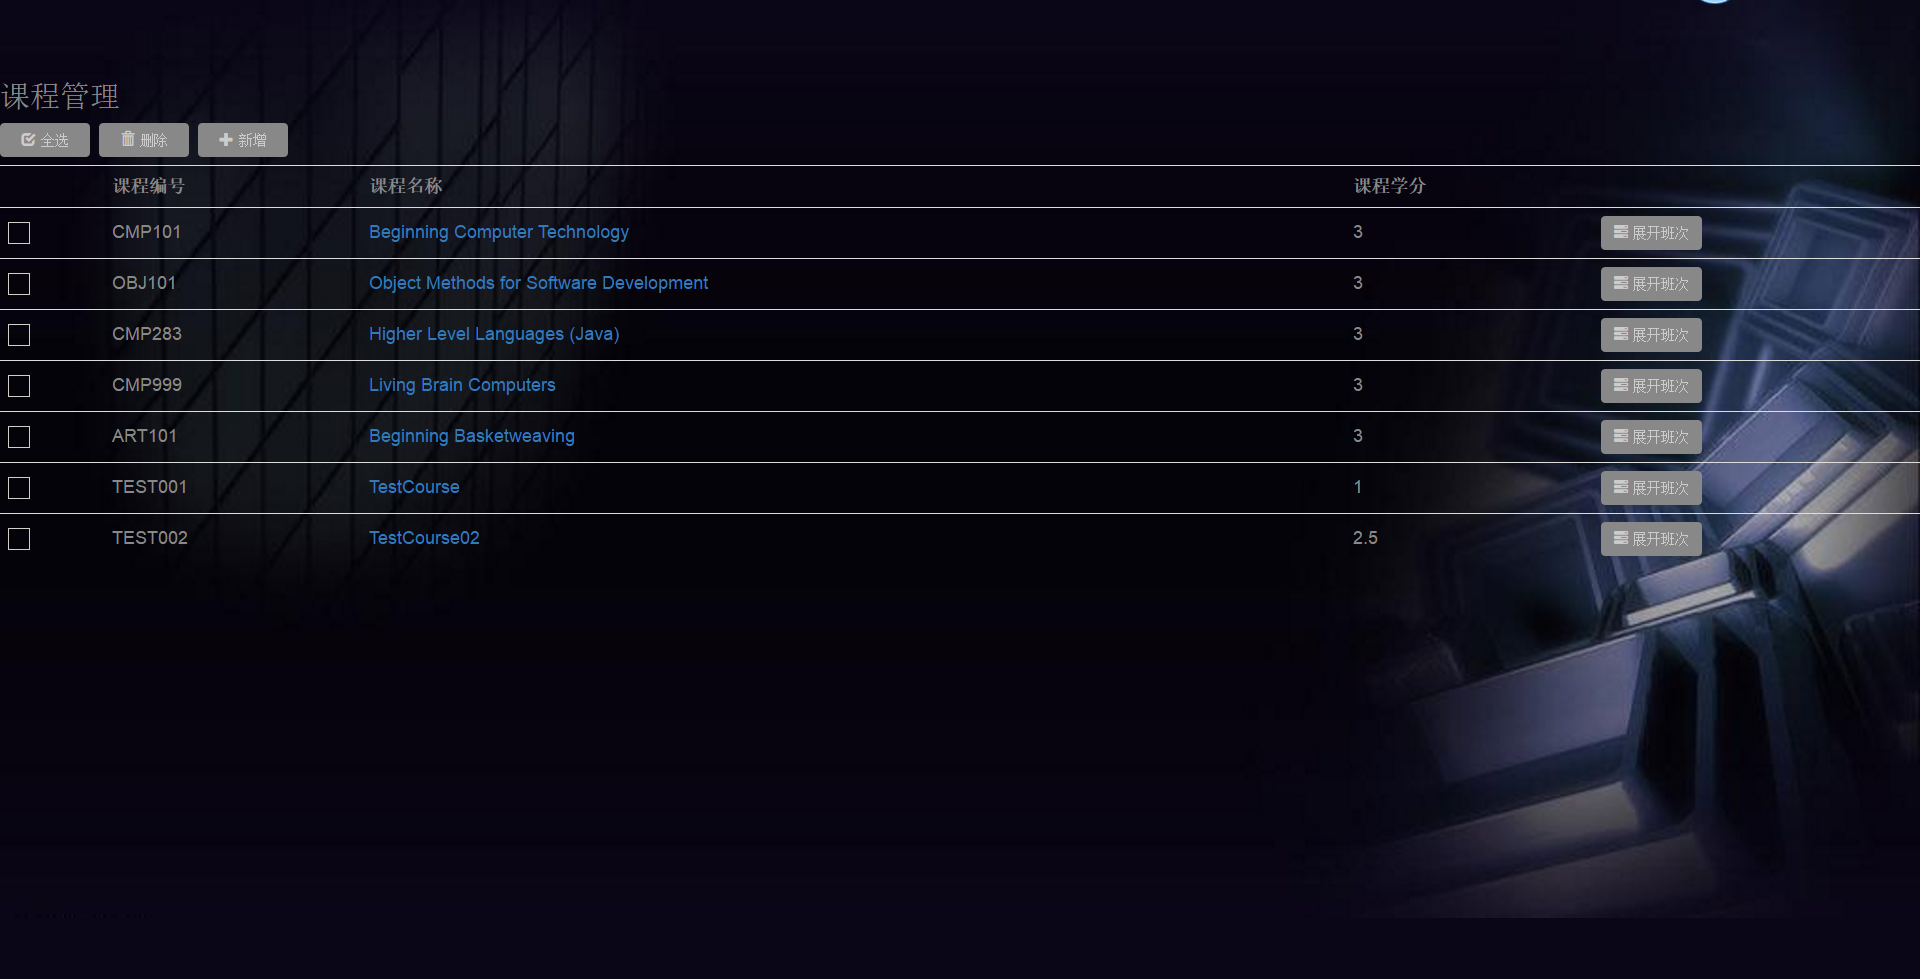 课程管理
全选 删除 新增
课程编号 课程名称 课程学分
CMP101 Beginning Computer Technology 3 展开班次
OBJ101 Object Methods for Software Development 3 展开班次
CMP283 Higher Level Languages (Java) 3 展开班次
CMP999 Living Brain Computers 3 展开班次
ART101 Beginning Basketweaving 3 展开班次
TEST001 TestCourse 1 展开班次
TEST002 TestCourse02 2.5 展开班次